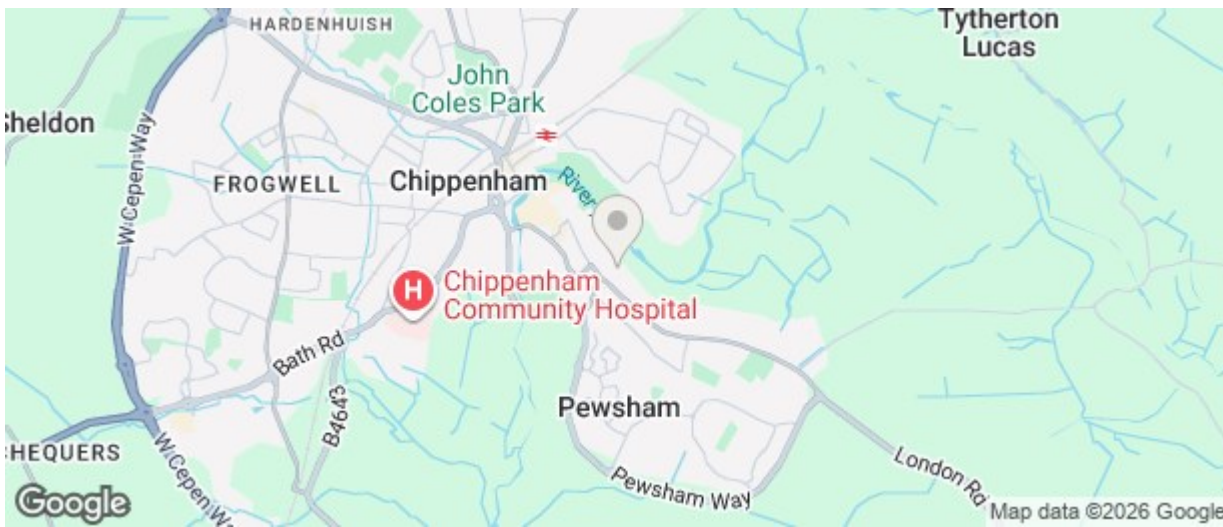 HARDENHUISH
Tytherton
Lucas
John
Coles Park
Sheldon
W Cepen Way
FROGWELL
Chippenham
River
H
Chippenham
Community Hospital
Bath Rd
B4643
Pewsham
CHEQUERS
W Cepen Way
Pewsham Way
London Rd
Google
Map data ©2026 Google